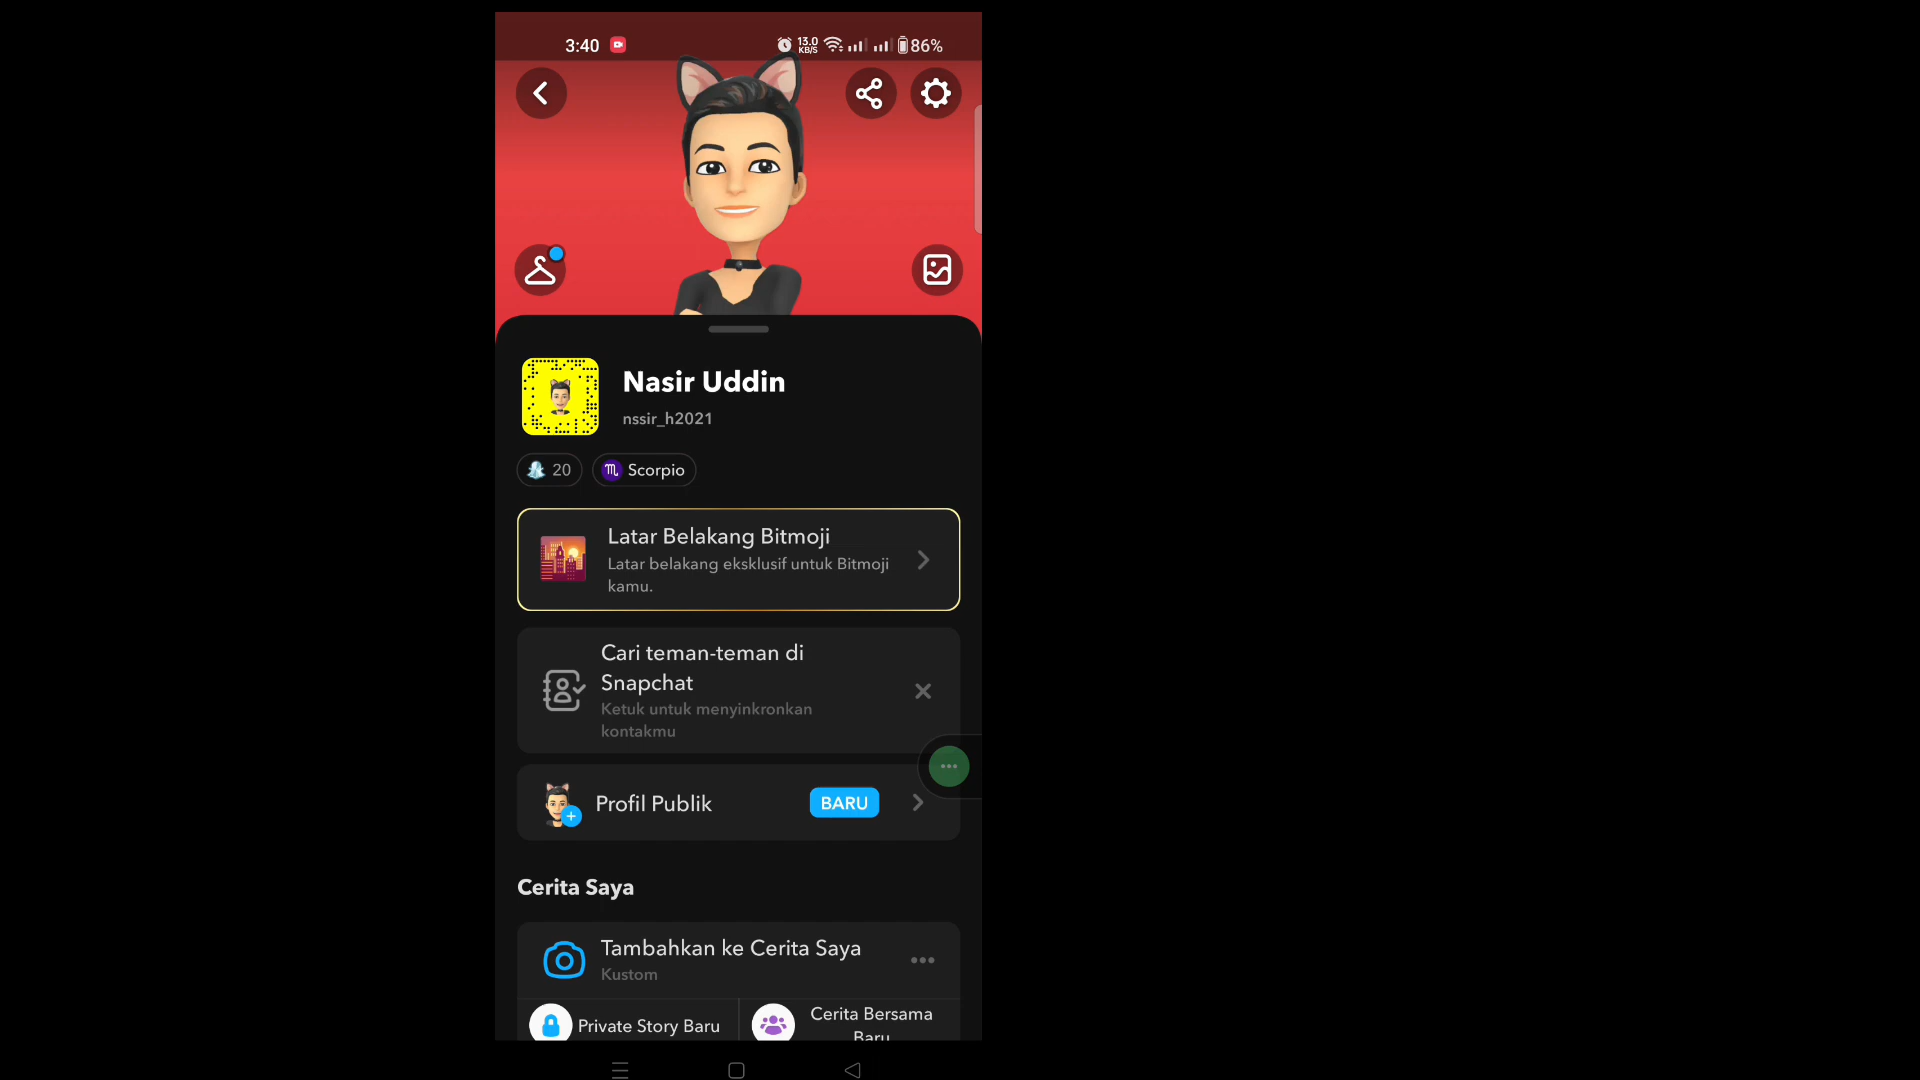 3:40 13.0 KB/S 86%
Nasir Uddin
nssir_h2021
20 Scorpio
Latar Belakang Bitmoji
Latar belakang eksklusif untuk Bitmoji
kamu.
Cari teman-teman di
Snapchat
Ketuk untuk menyinkronkan
kontakmu
Profil Publik BARU
Cerita Saya
Tambahkan ke Cerita Saya
Kustom
Private Story Baru
Cerita Bersama
Baru